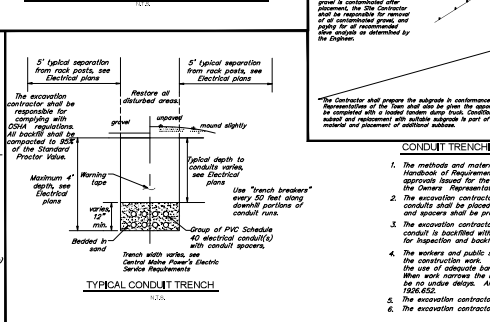 N.T.S.
gravel is contaminated after
placement, the Site Contractor
shall be responsible for removal
of all contaminated gravel, and
paying for all recommended
sieve analysis as determined by
the Engineer.
The Contractor shall prepare the subgrade in conformance
Representatives of the Town shall also be given the
be completed with a loaded tandem dump truck. Condition
subsoil and replacement with suitable subgrade is part of
material and placement of additional subbase.
5' typical separation
from rack posts, see
Electrical plans
5' typical separation
from rack posts, see
Electrical plans
Restore all
disturbed areas.
The excavation
contractor shall be
responsible for
complying with
OSHA regulations.
All backfill shall be
compacted to 95%
of the Standard
Proctor Value.
gravel
unpaved
mound slightly
Typical depth to
conduits varies,
see Electrical
plans
Maximum 4'
depth, see
Electrical
plans
Warning
tape
Use "trench breakers"
every 50 feet along
downhill portions of
conduit runs.
varies,
12"
min.
Bedded in
sand
Group of PVC Schedule
40 electrical conduit(s)
with conduit spacers,
Trench width varies, see
Central Maine Power's Electric
Service Requirements
TYPICAL CONDUIT TRENCH
N.T.S.
CONDUIT TRENCHI
1. The methods and mater
Handbook of Requireme
approvals issued for the
the Owners Representa
2. The excavation contracto
conduits shall be placed
and spacers shall be pr
3. The excavation contracto
conduit is backfilled with
for inspection and backf
4. The workers and public s
the construction work.
the use of adequate bar
When work narrows the
be no undue delays. A
1926.652.
5. The excavation contracto
6. The excavation contracto